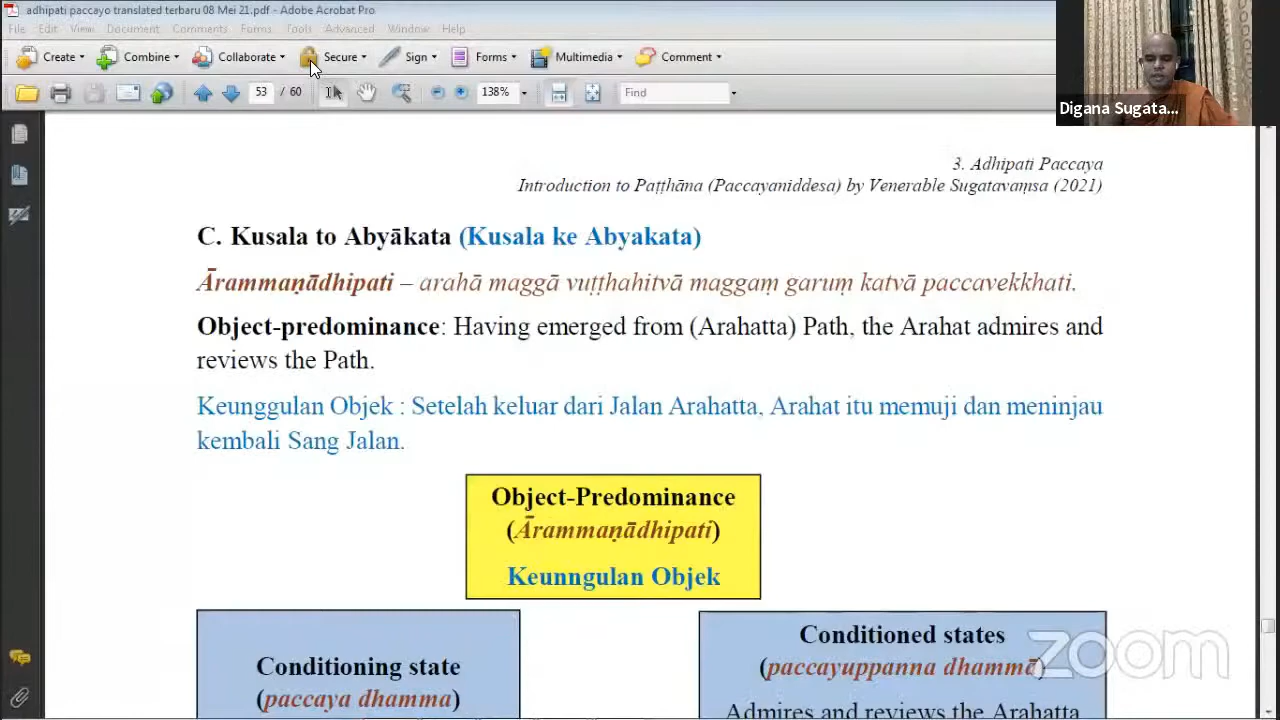 adhipati paccayo translated terbaru 08 Mei 21.pdf - Adobe Acrobat Pro
File Edit View Document Comments Forms Tools Advanced Window Help
Create Combine Collaborate Secure Sign Forms Multimedia Comment
53 / 60 138% Find
Digana Sugata...
3. Adhipati Paccaya
Introduction to Paṭṭhāna (Paccayaniddesa) by Venerable Sugatavaṃsa (2021)
C. Kusala to Abyākata (Kusala ke Abyakata)
Ārammaṇādhipati – arahā maggā vuṭṭhahitvā maggaṃ garuṃ katvā paccavekkhati.
Object-predominance: Having emerged from (Arahatta) Path, the Arahat admires and
reviews the Path.
Keunggulan Objek : Setelah keluar dari Jalan Arahatta, Arahat itu memuji dan meninjau
kembali Sang Jalan.
Object-Predominance
(Ārammaṇādhipati)
Keunngulan Objek
Conditioning state
(paccaya dhamma)
Conditioned states
(paccayuppanna dhammā)
Admires and reviews the Arahatta
zoom